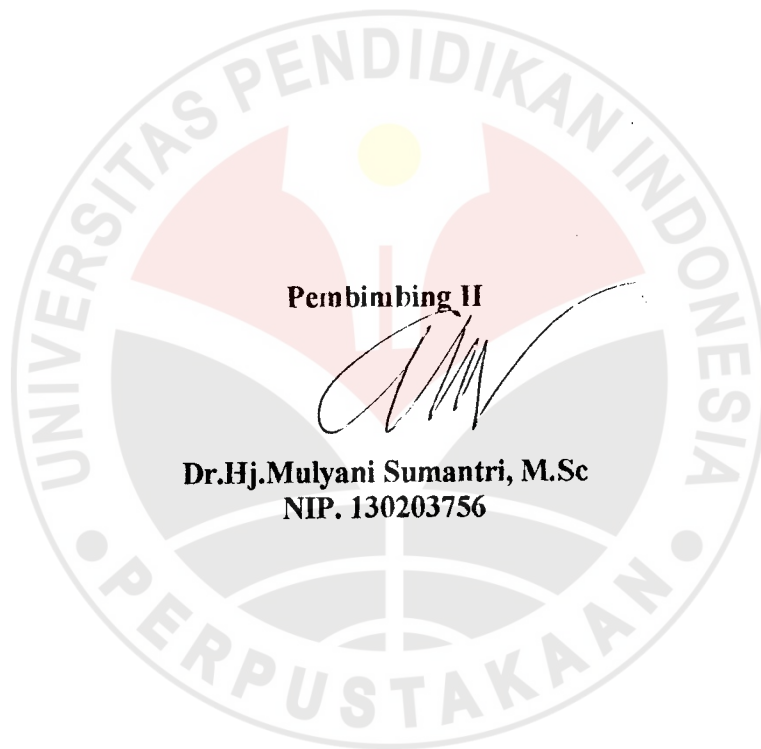 UNIVERSITAS PENDIDIKAN INDONESIA
Pembimbing II
Dr.Hj.Mulyani Sumantri, M.Sc
NIP. 130203756
PERPUSTAKAAN